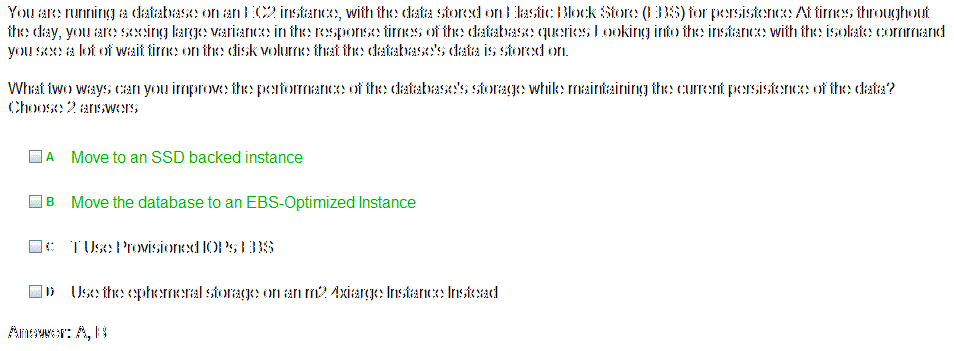 You are running a database on an EC2 instance, with the data stored on Elastic Block Store (EBS) for persistence At times throughout
the day, you are seeing large variance in the response times of the database queries Looking into the instance with the isolate command
you see a lot of wait time on the disk volume that the database's data is stored on.
What two ways can you improve the performance of the database's storage while maintaining the current persistence of the data?
Choose 2 answers
A Move to an SSD backed instance
B Move the database to an EBS-Optimized Instance
C T Use Provisioned IOPs EBS
D Use the ephemeral storage on an m2 4xiarge Instance Instead
Answer: A, B